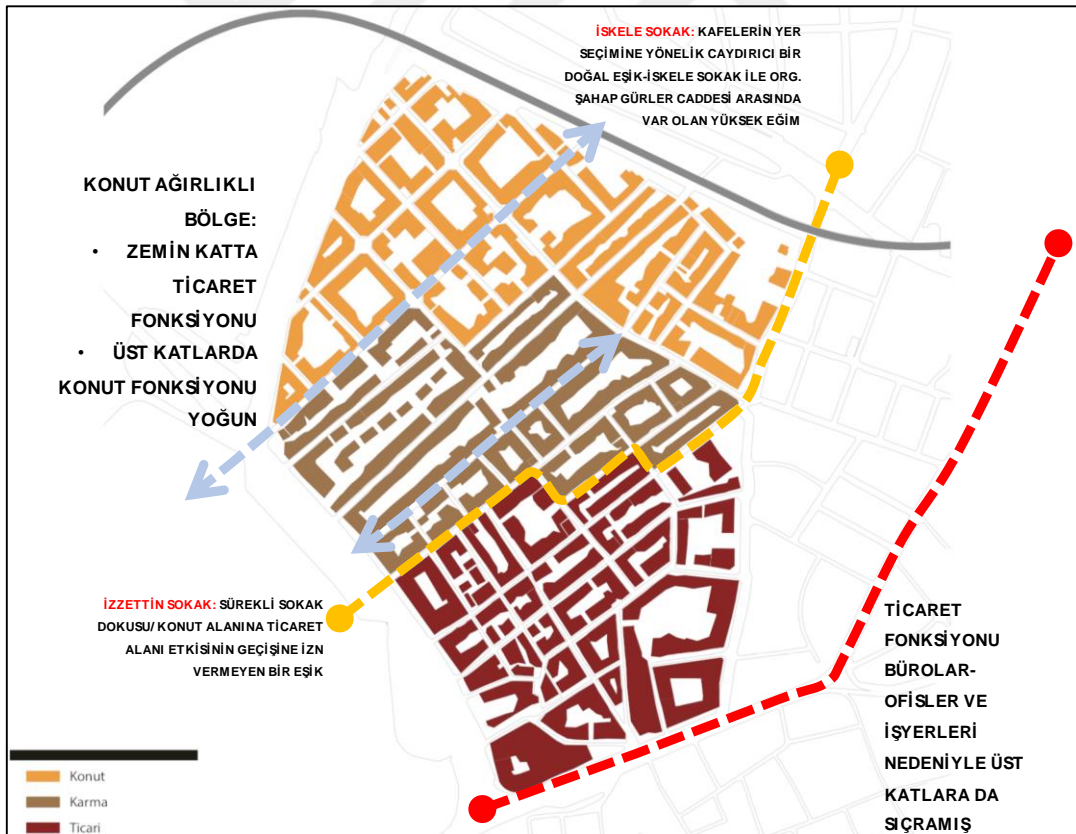 İSKELE SOKAK: KAFELERİN YER
SEÇİMİNE YÖNELİK CAYDIRICI BİR
DOĞAL EŞİK-İSKELE SOKAK İLE ORG.
ŞAHAP GÜRLER CADDESİ ARASINDA
VAR OLAN YÜKSEK EĞİM
KONUT AĞIRLIKLI
BÖLGE:
• ZEMİN KATTA
TİCARET
FONKSİYONU
• ÜST KATLARDA
KONUT FONKSİYONU
YOĞUN
İZZETTİN SOKAK: SÜREKLİ SOKAK
DOKUSU/ KONUT ALANINA TİCARET
ALANI ETKİSİNİN GEÇİŞİNE İZN
VERMEYEN BİR EŞİK
TİCARET
FONKSİYONU
BÜROLAR-
OFİSLER VE
İŞYERLERİ
NEDENİYLE ÜST
KATLARA DA
SIÇRAMIŞ
Konut
Karma
Ticari